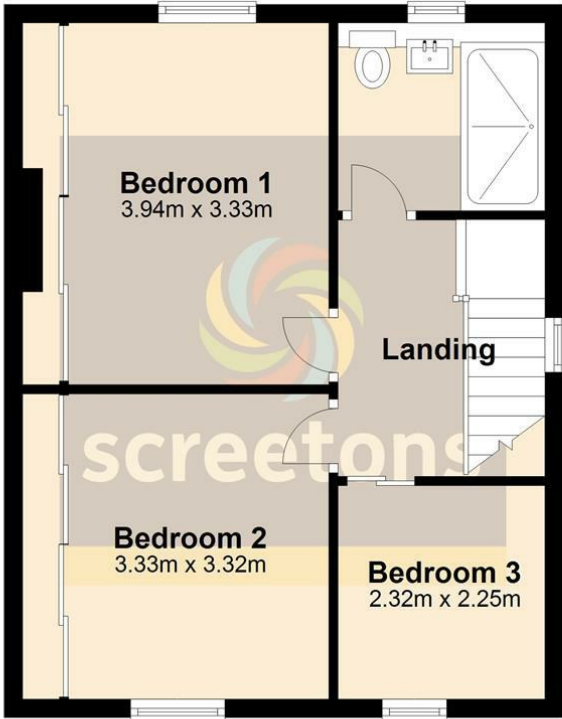 Bedroom 1
3.94m x 3.33m
Landing
screetons
Bedroom 2
3.33m x 3.32m
Bedroom 3
2.32m x 2.25m